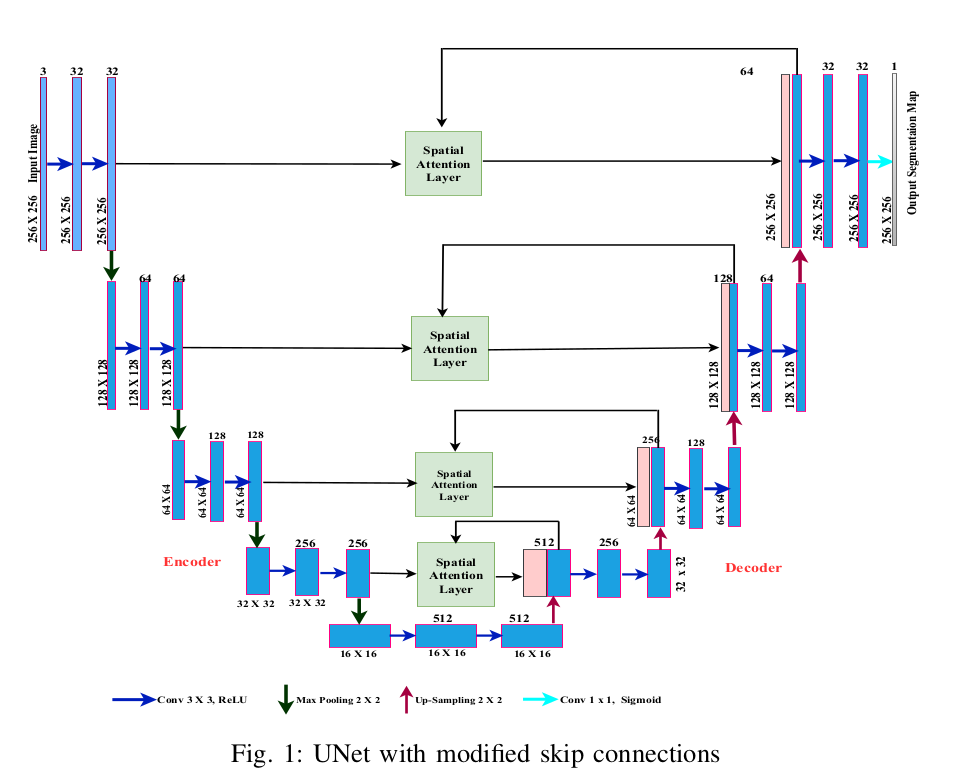 3 32 32 64 32 32 1
Input Image
256 X 256
256 X 256
256 X 256
Spatial
Attention
Layer
256 X 256
256 X 256
256 X 256
256 X 256
Output Segmentaion Map
64 64 128 64
128 X 128
128 X 128
128 X 128
Spatial
Attention
Layer
128 X 128
128 X 128
128 X 128
128 128 256 128
64 X 64
64 X 64
64 X 64
Spatial
Attention
Layer
64 X 64
64 X 64
64 X 64
Encoder
Decoder
256 256 512 256
32 X 32
32 X 32
Spatial
Attention
Layer
32 x 32
512 512
16 X 16
16 X 16
16 X 16
Conv 3 X 3, ReLU
Max Pooling 2 X 2
Up-Sampling 2 X 2
Conv 1 x 1, Sigmoid
Fig. 1: UNet with modified skip connections